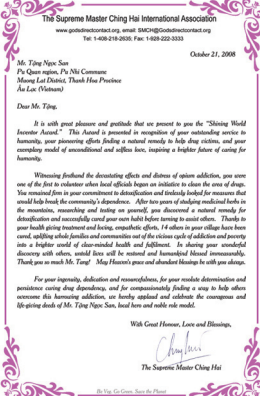 The Supreme Master Ching Hai International Association
www.godsdirectcontact.org, email: SMCH@Godsdirectcontact.org
Tel: 1-408-218-2635; Fax: 1-928-222-3333
October 21, 2008
Mr. Tặng Ngọc San
Pu Quan region, Pu Nhi Commune
Muong Lat District, Thanh Hoa Province
Âu Lạc (Vietnam)
Dear Mr. Tặng,
It is with great pleasure and gratitude that we present to you the "Shining World
Inventor Award." This Award is presented in recognition of your outstanding service to
humanity, your pioneering efforts finding a natural remedy to help drug victims, and your
exemplary model of unconditional and selfless love, inspiring a brighter future of caring for
humanity.
Witnessing firsthand the devastating effects and distress of opium addiction, you were
one of the first to volunteer when local officials began an initiative to clean the area of drugs.
You remained firm in your commitment to detoxification and tirelessly looked for measures that
would help break the community's dependence. After two years of studying medicinal herbs in
the mountains, researching and testing on yourself, you discovered a natural remedy for
detoxification and successfully cured your own habit before turning to assist others. Thanks to
your health giving treatment and loving, empathetic efforts, 14 others in your village have been
cured, uplifting whole families and communities out of the vicious cycle of addiction and poverty
into a brighter world of clear-minded health and fulfilment. In sharing your wonderful
discovery with others, untold lives will be restored and humankind blessed immeasurably.
Thank you so much Mr. Tang! May Heaven's grace and abundant blessings be with you always.
For your ingenuity, dedication and resourcefulness, for your resolute determination and
persistence curing drug dependency, and for compassionately finding a way to help others
overcome this harrowing addiction, we hereby applaud and celebrate the courageous and
life-giving deeds of Mr. Tặng Ngọc San, local hero and noble role model.
With Great Honour, Love and Blessings,
The Supreme Master Ching Hai
Be Veg. Go Green. Save the Planet